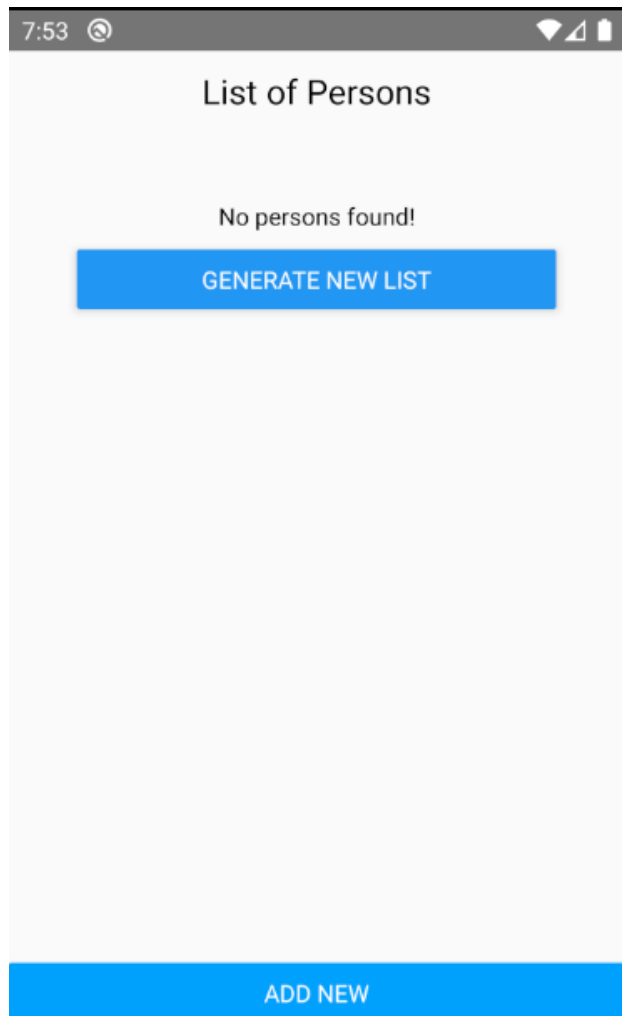 7:53
List of Persons
No persons found!
GENERATE NEW LIST
ADD NEW